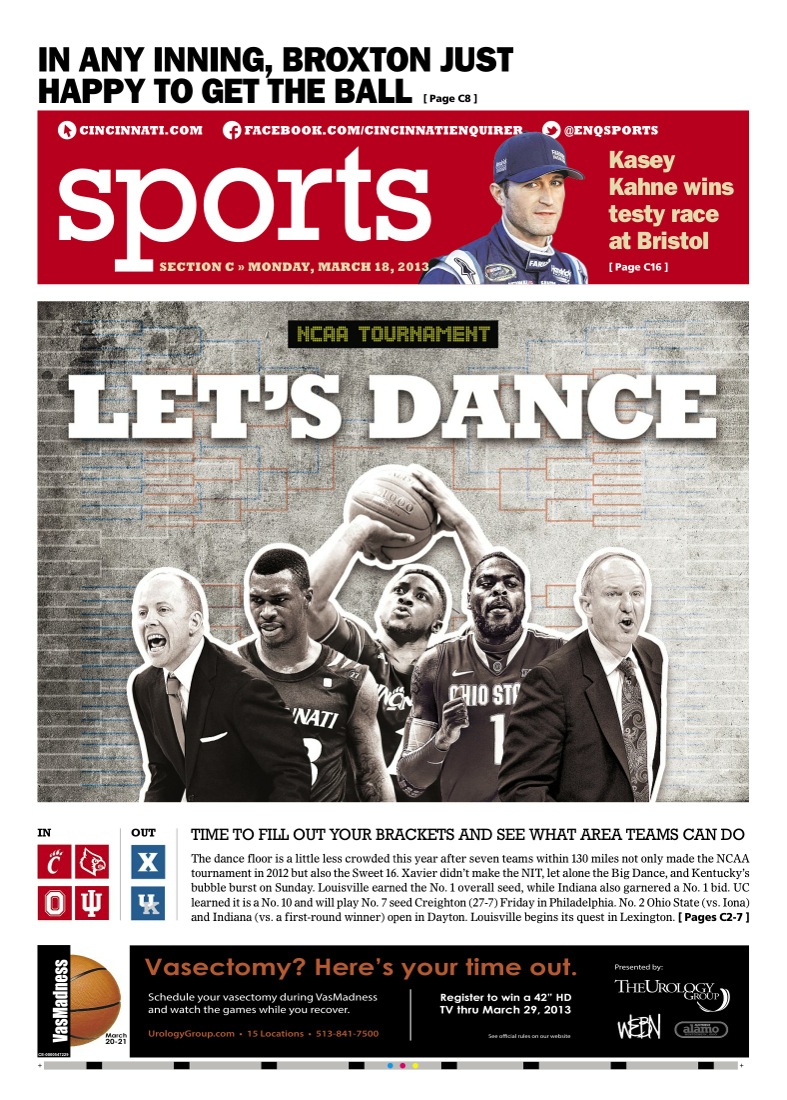 IN ANY INNING, BROXTON JUST
HAPPY TO GET THE BALL [ Page C8 ]
CINCINNATI.COM FACEBOOK.COM/CINCINNATIENQUIRER @ENQSPORTS
sports
SECTION C » MONDAY, MARCH 18, 2013
Kasey
Kahne wins
testy race
at Bristol
[ Page C16 ]
NCAA TOURNAMENT
LET'S DANCE
NATI
OHIO STA
1
IN
OUT
TIME TO FILL OUT YOUR BRACKETS AND SEE WHAT AREA TEAMS CAN DO
The dance floor is a little less crowded this year after seven teams within 130 miles not only made the NCAA
tournament in 2012 but also the Sweet 16. Xavier didn't make the NIT, let alone the Big Dance, and Kentucky's
bubble burst on Sunday. Louisville earned the No. 1 overall seed, while Indiana also garnered a No. 1 bid. UC
learned it is a No. 10 and will play No. 7 seed Creighton (27-7) Friday in Philadelphia. No. 2 Ohio State (vs. Iona)
and Indiana (vs. a first-round winner) open in Dayton. Louisville begins its quest in Lexington. [ Pages C2-7 ]
VasMadness
March
20-21
Vasectomy? Here's your time out.
Schedule your vasectomy during VasMadness
and watch the games while you recover.
UrologyGroup.com • 15 Locations • 513-841-7500
Register to win a 42" HD
TV thru March 29, 2013
See official rules on our website
Presented by:
THE UROLOGY
GROUP
WEBN
alamo